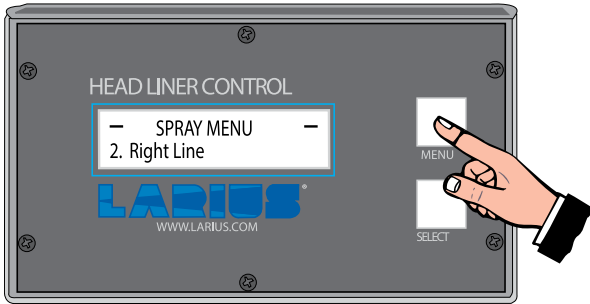 HEAD LINER CONTROL
– SPRAY MENU –
2. Right Line
LARIUS®
WWW.LARIUS.COM
MENU
SELECT